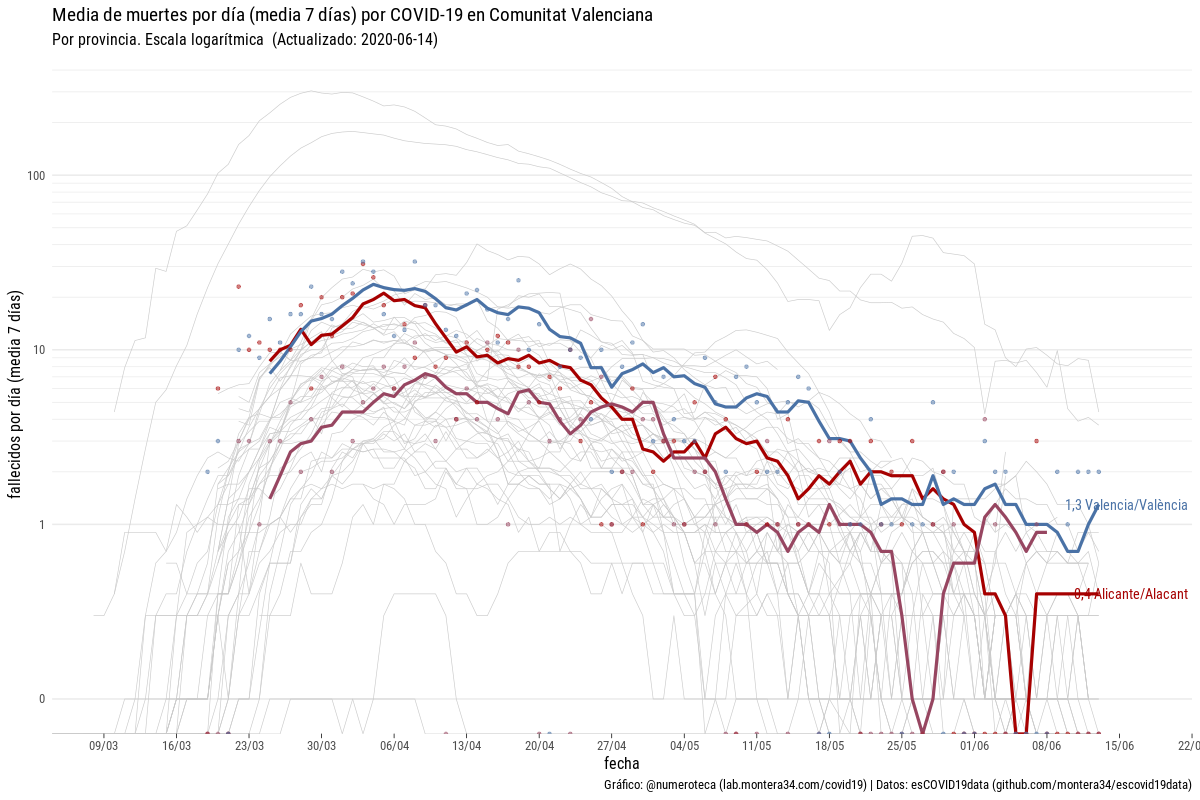 Media de muertes por día (media 7 días) por COVID-19 en Comunitat Valenciana
Por provincia. Escala logarítmica (Actualizado: 2020-06-14)
fallecidos por día (media 7 días)
100
10
1
0
1,3 Valencia/València
0,4 Alicante/Alacant
09/03
16/03
23/03
30/03
06/04
13/04
20/04
27/04
04/05
11/05
18/05
25/05
01/06
08/06
15/06
22/0
fecha
Gráfico: @numeroteca (lab.montera34.com/covid19) | Datos: esCOVID19data (github.com/montera34/escovid19data)